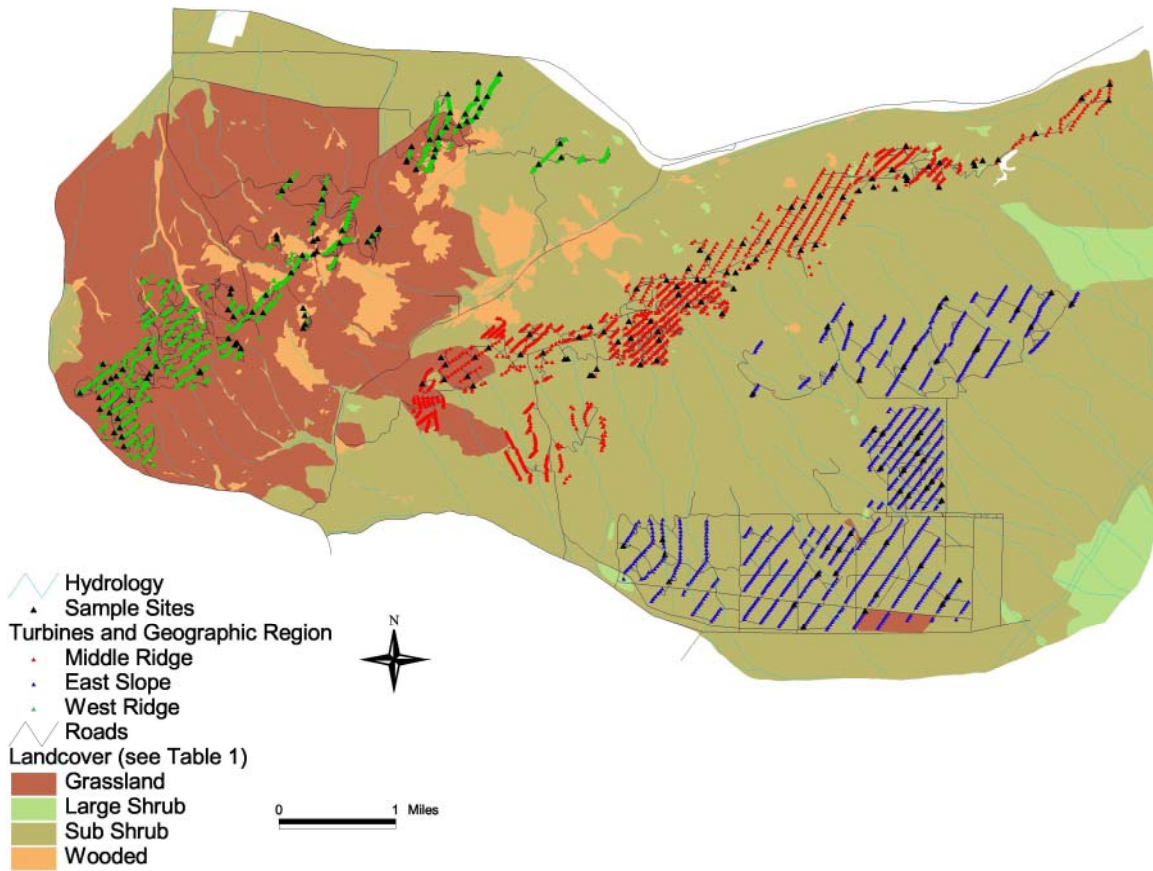 Hydrology
Sample Sites
Turbines and Geographic Region
Middle Ridge
East Slope
West Ridge
Roads
Landcover (see Table 1)
Grassland
Large Shrub
Sub Shrub
Wooded
N
0 1 Miles